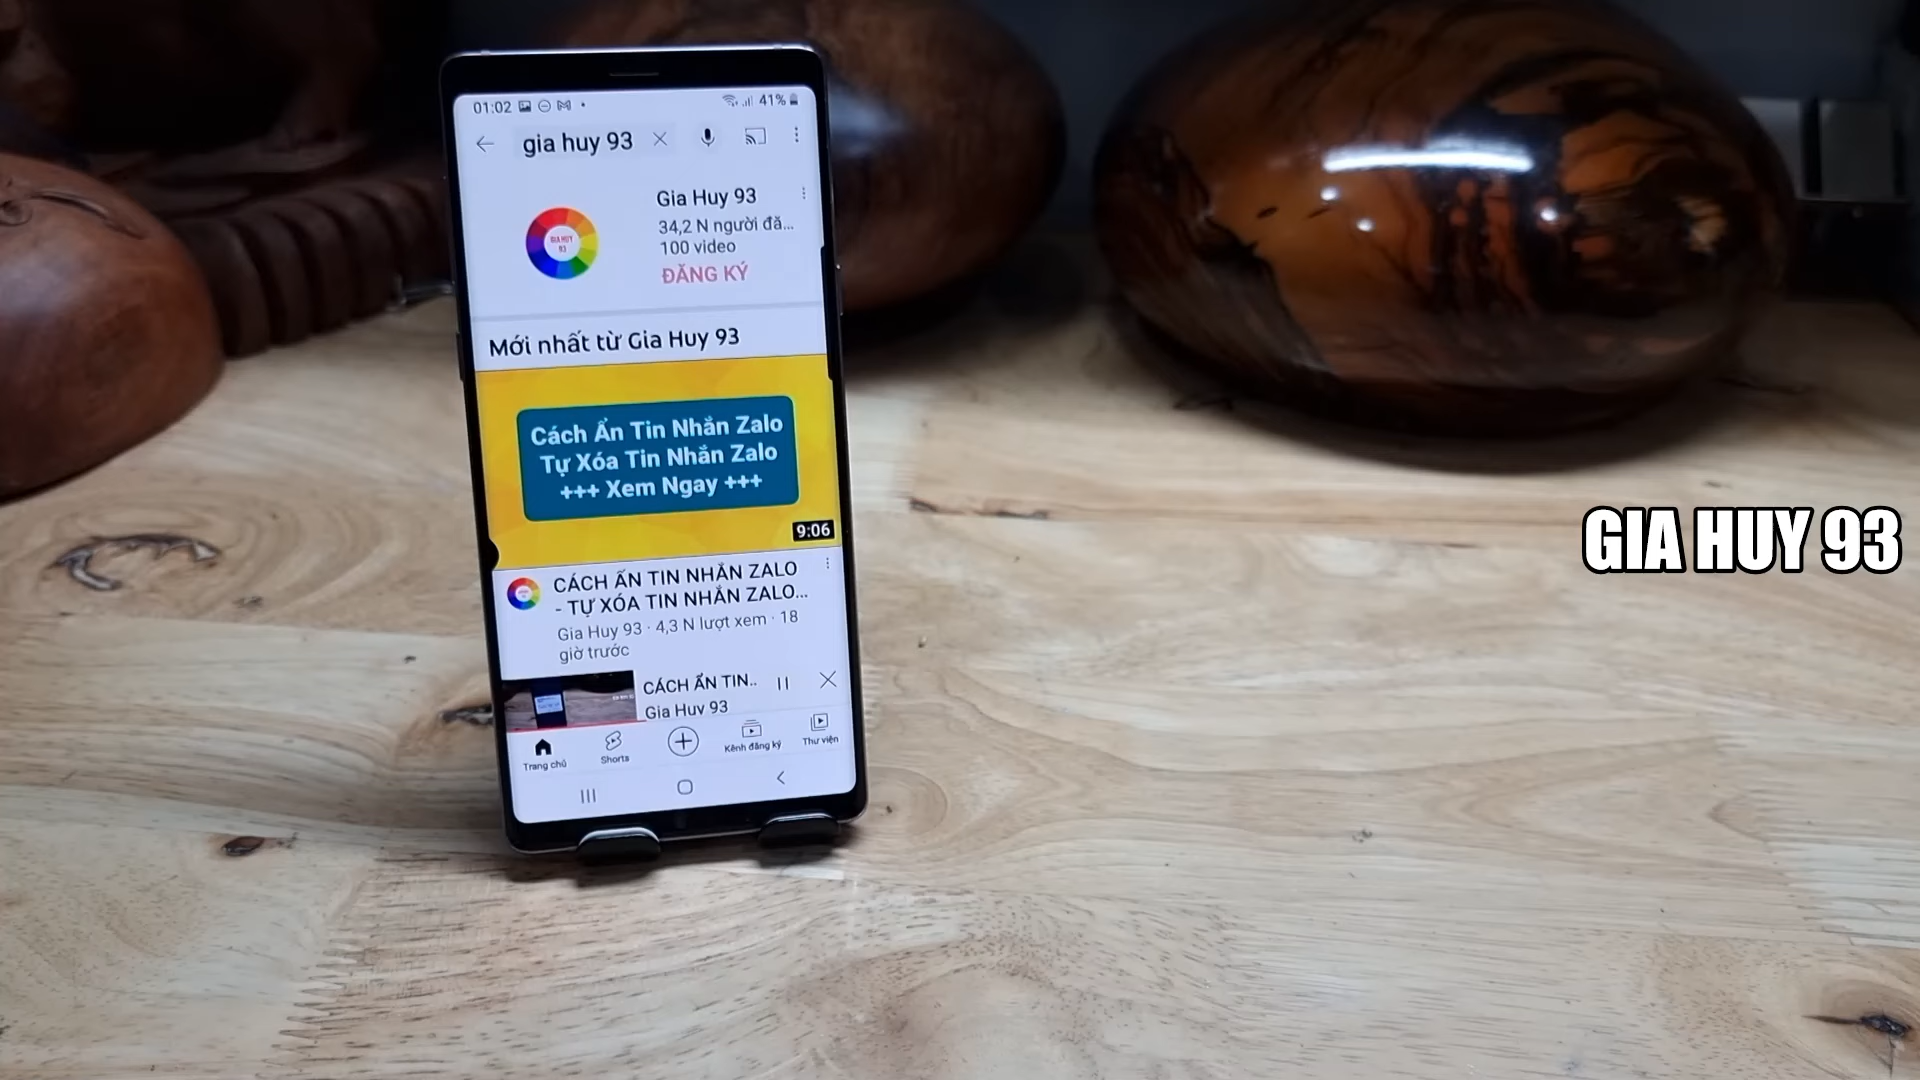 01:02
41%
gia huy 93
GIA HUY
93
Gia Huy 93
34,2 N người đă...
100 video
ĐĂNG KÝ
Mới nhất từ Gia Huy 93
Cách Ẩn Tin Nhắn Zalo
Tự Xóa Tin Nhắn Zalo
+++ Xem Ngay +++
9:06
CÁCH ẨN TIN NHẮN ZALO
- TỰ XÓA TIN NHẮN ZALO...
Gia Huy 93 · 4,3 N lượt xem · 18
giờ trước
CÁCH ẨN TIN..
Gia Huy 93
Trang chủ
Shorts
Kênh đăng ký
Thư viện
GIA HUY 93